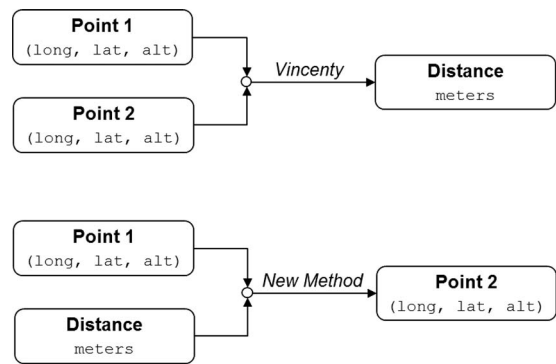 Point 1
(long, lat, alt)
Vincenty
Distance
meters
Point 2
(long, lat, alt)
Point 1
(long, lat, alt)
New Method
Point 2
(long, lat, alt)
Distance
meters